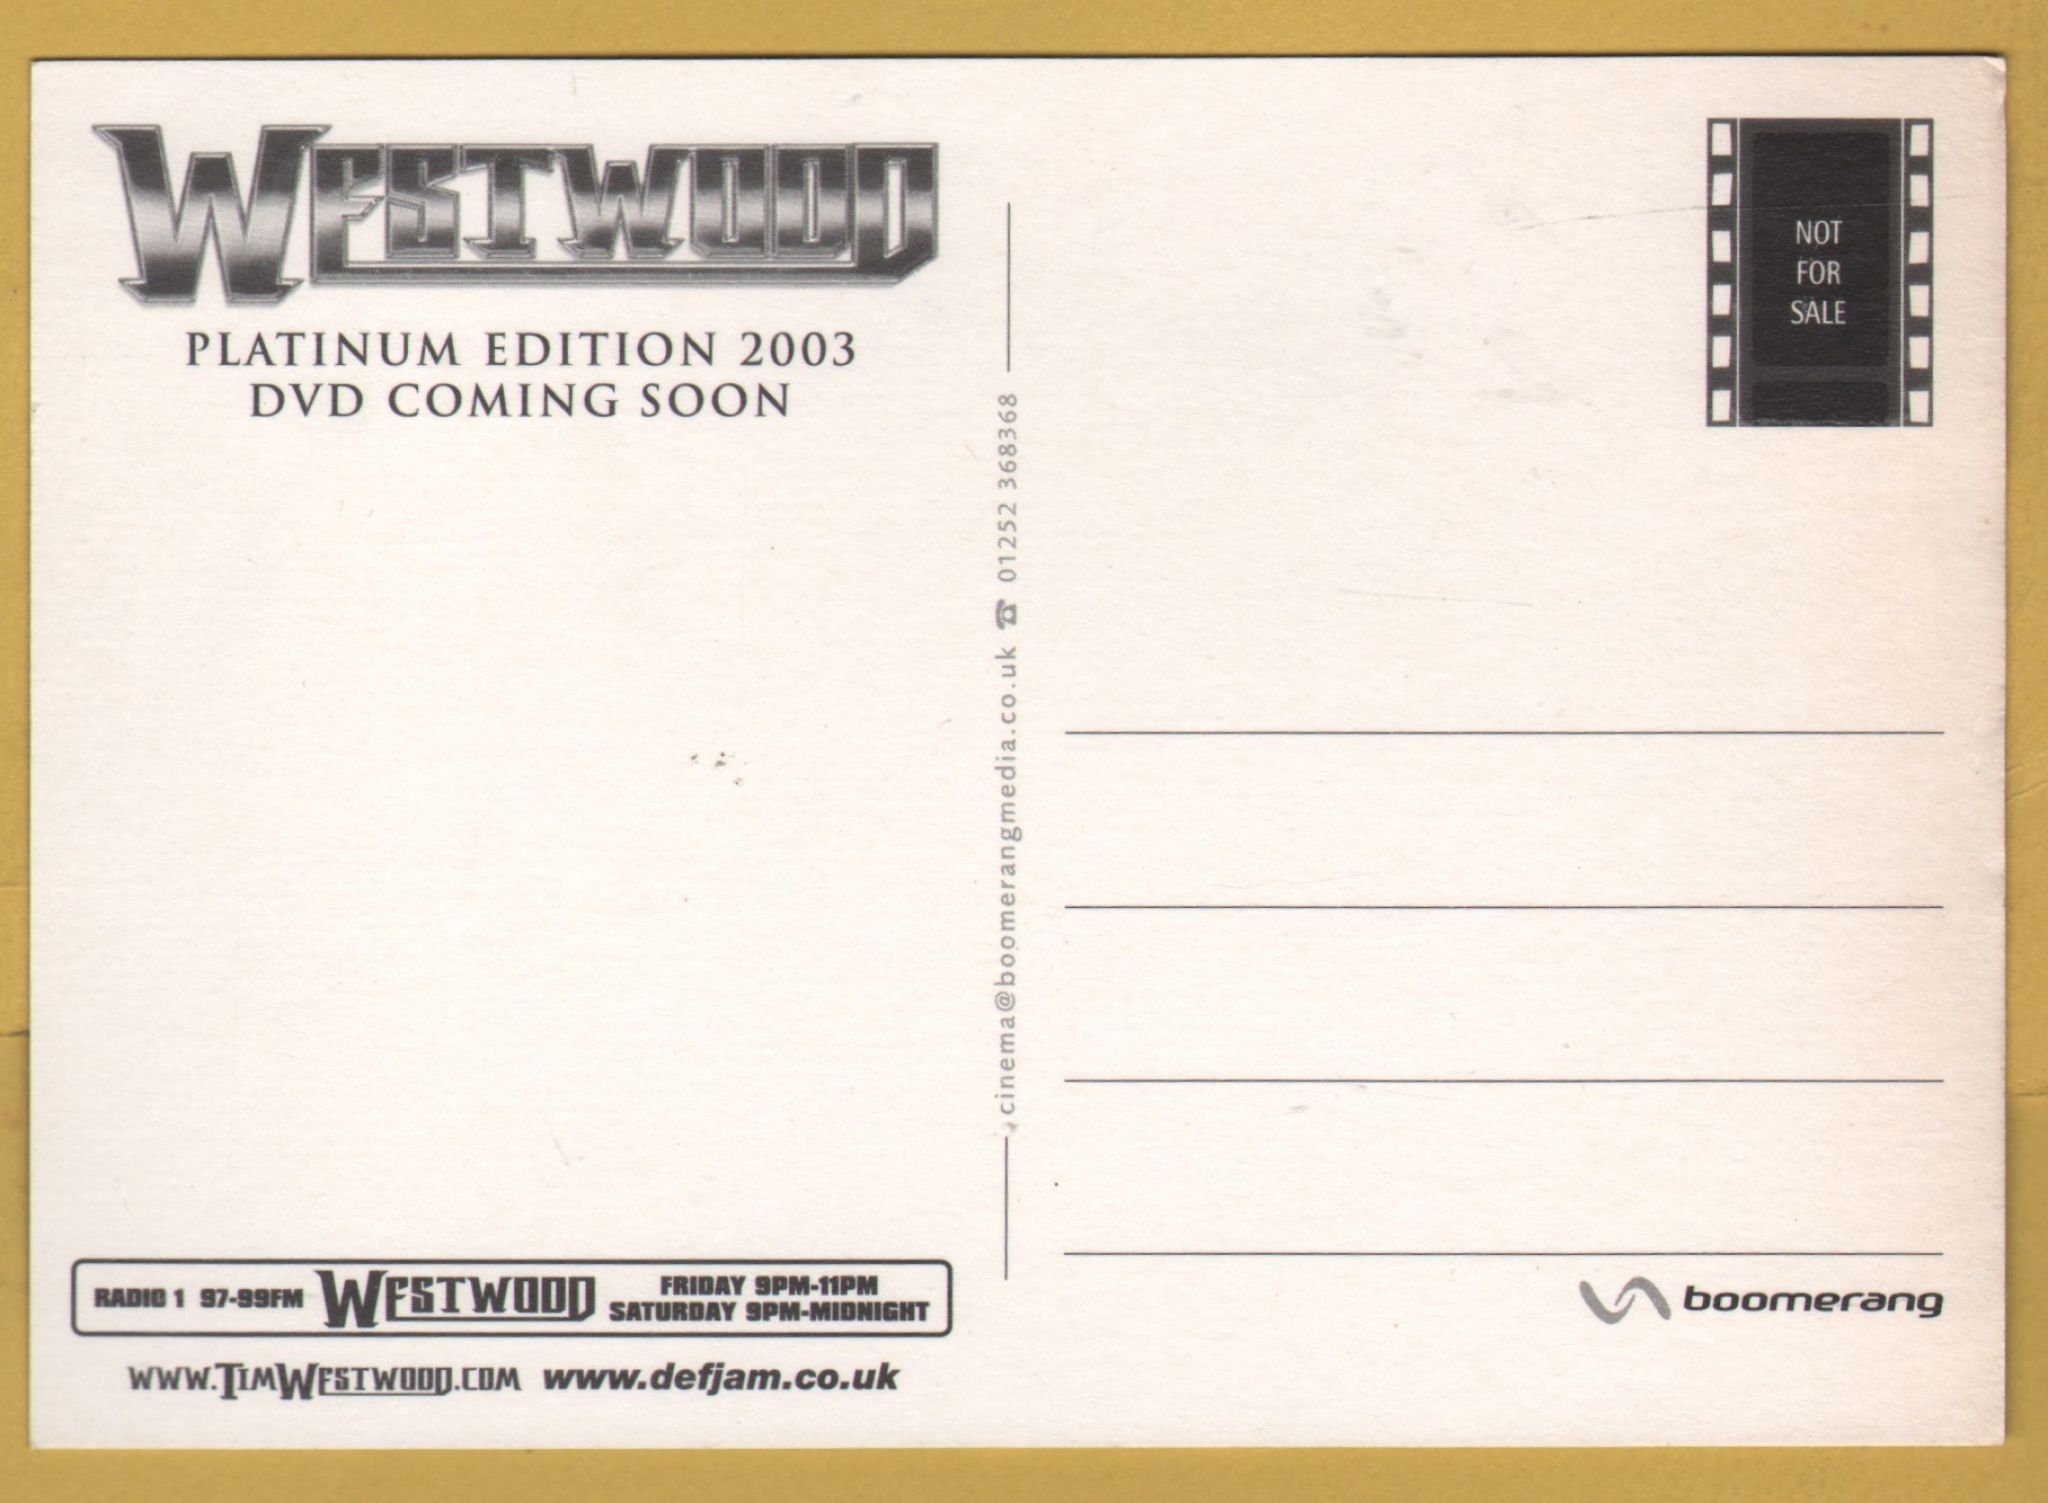 WESTWOOD
PLATINUM EDITION 2003
DVD COMING SOON
RADIO 1 97-99FM WESTWOOD FRIDAY 9PM-11PM
SATURDAY 9PM-MIDNIGHT
WWW.TIMWESTWOOD.COM www.defjam.co.uk
cinema@boomerangmedia.co.uk ☎ 01252 368368
NOT
FOR
SALE
boomerang